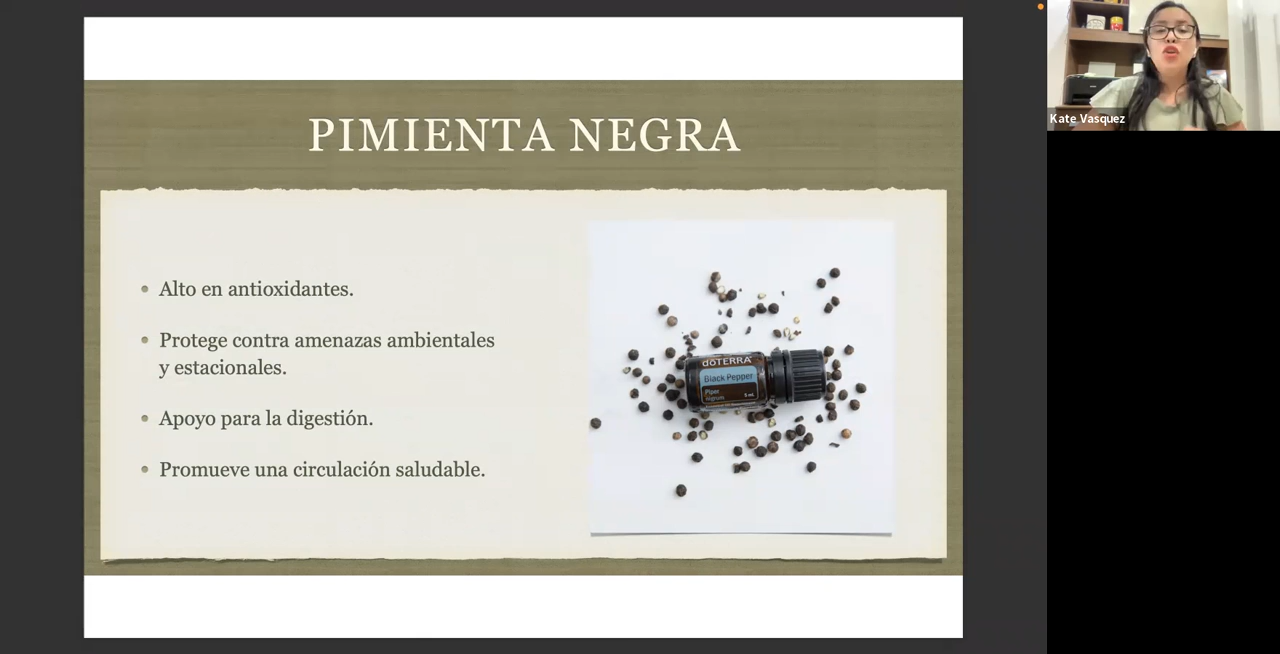 PIMIENTA NEGRA
Alto en antioxidantes.
Protege contra amenazas ambientales
y estacionales.
Apoyo para la digestión.
Promueve una circulación saludable.
dōTERRA
Black Pepper
Piper
nigrum
5 mL
Kate Vasquez